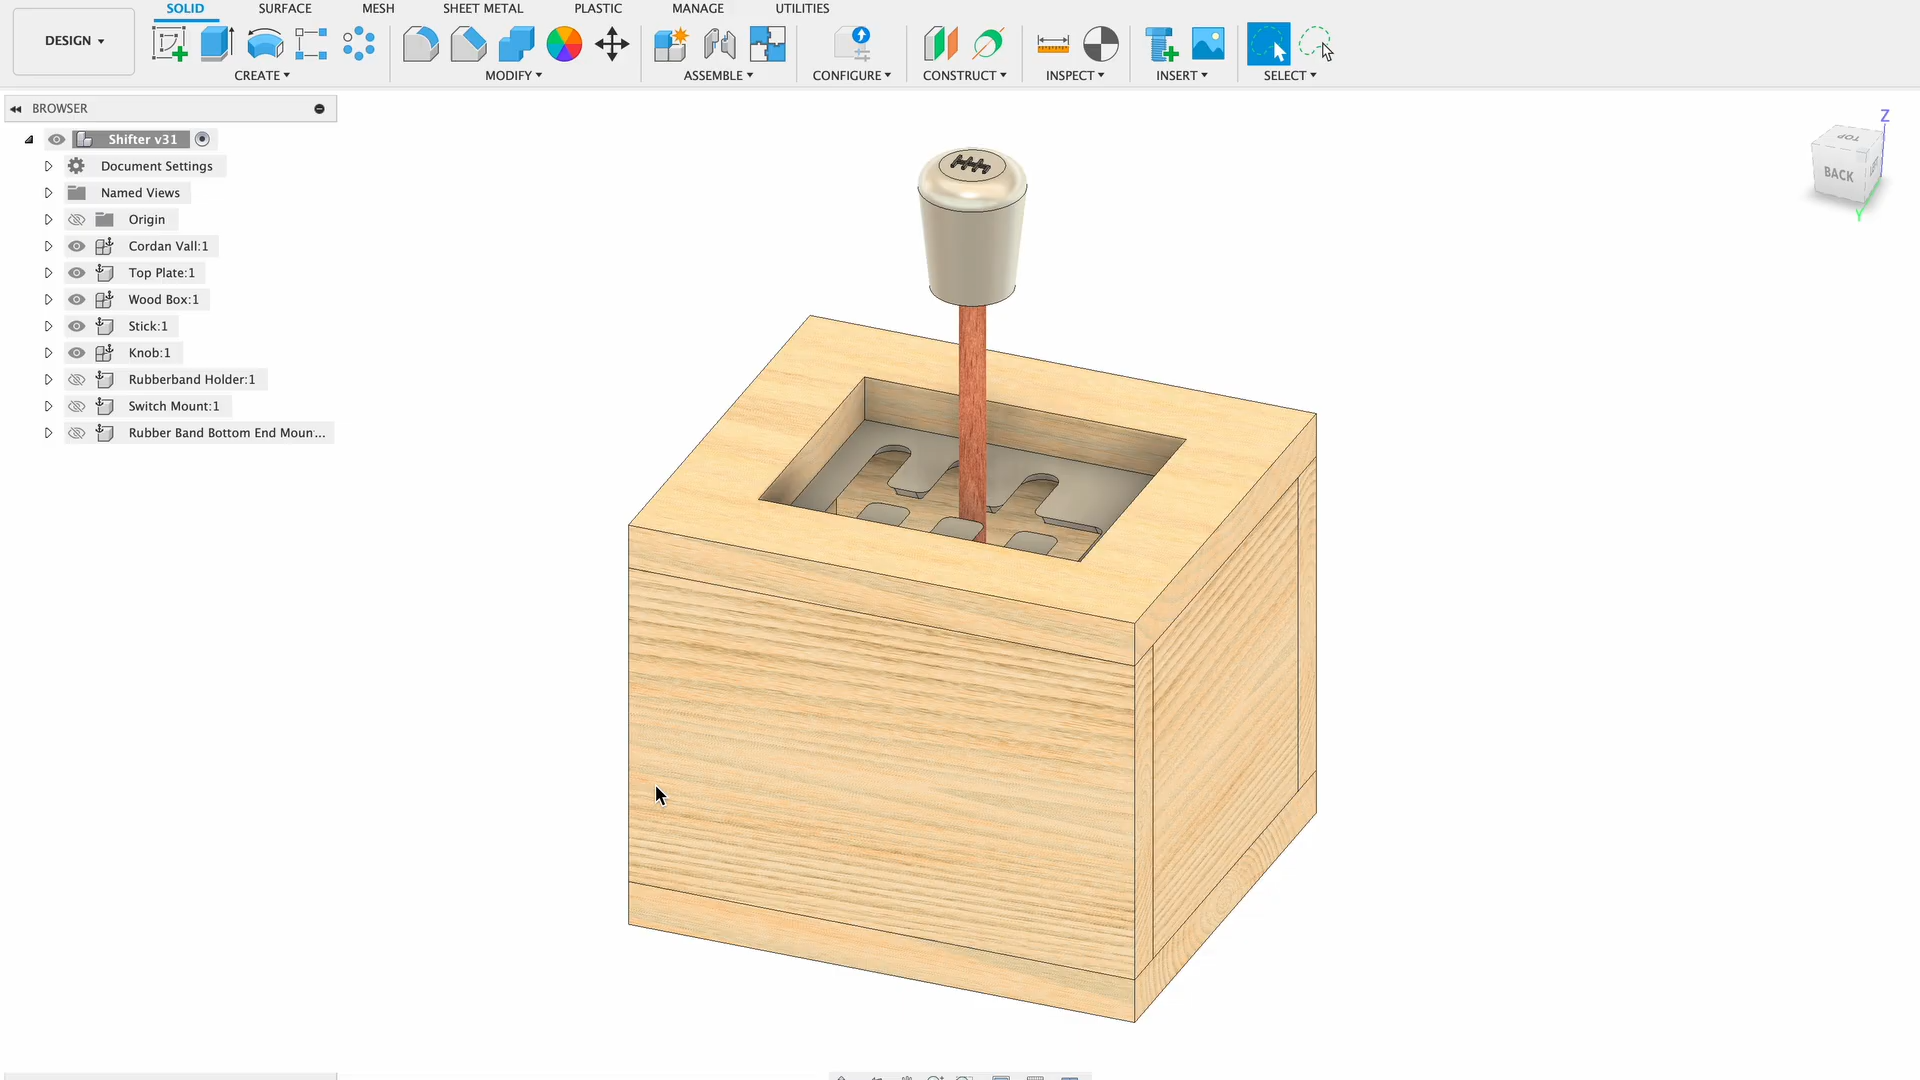 SOLID SURFACE MESH SHEET METAL PLASTIC MANAGE UTILITIES
DESIGN
CREATE MODIFY ASSEMBLE CONFIGURE CONSTRUCT INSPECT INSERT SELECT
BROWSER
Shifter v31
Document Settings
Named Views
Origin
Cordan Vall:1
Top Plate:1
Wood Box:1
Stick:1
Knob:1
Rubberband Holder:1
Switch Mount:1
Rubber Band Bottom End Moun...
Z
TOP
BACK
Y